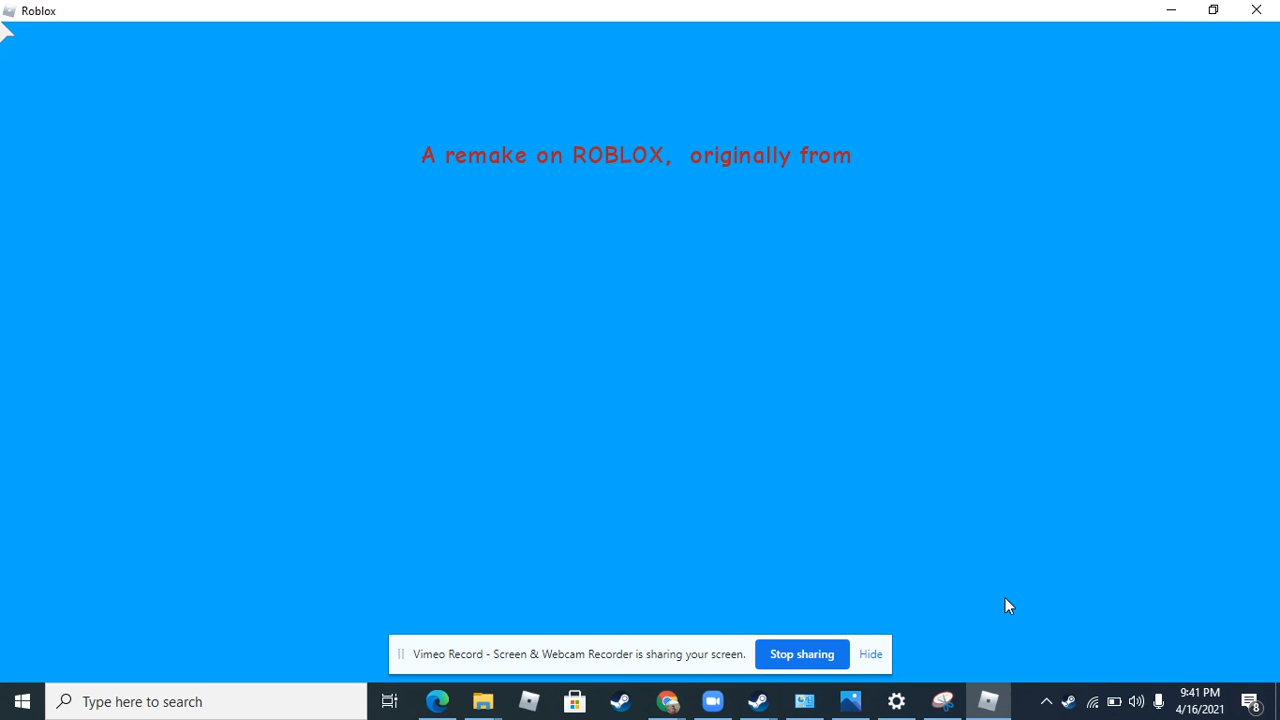 Roblox
A remake on ROBLOX, originally from
Vimeo Record - Screen & Webcam Recorder is sharing your screen.
Stop sharing
Hide
Type here to search
9:41 PM
4/16/2021
8